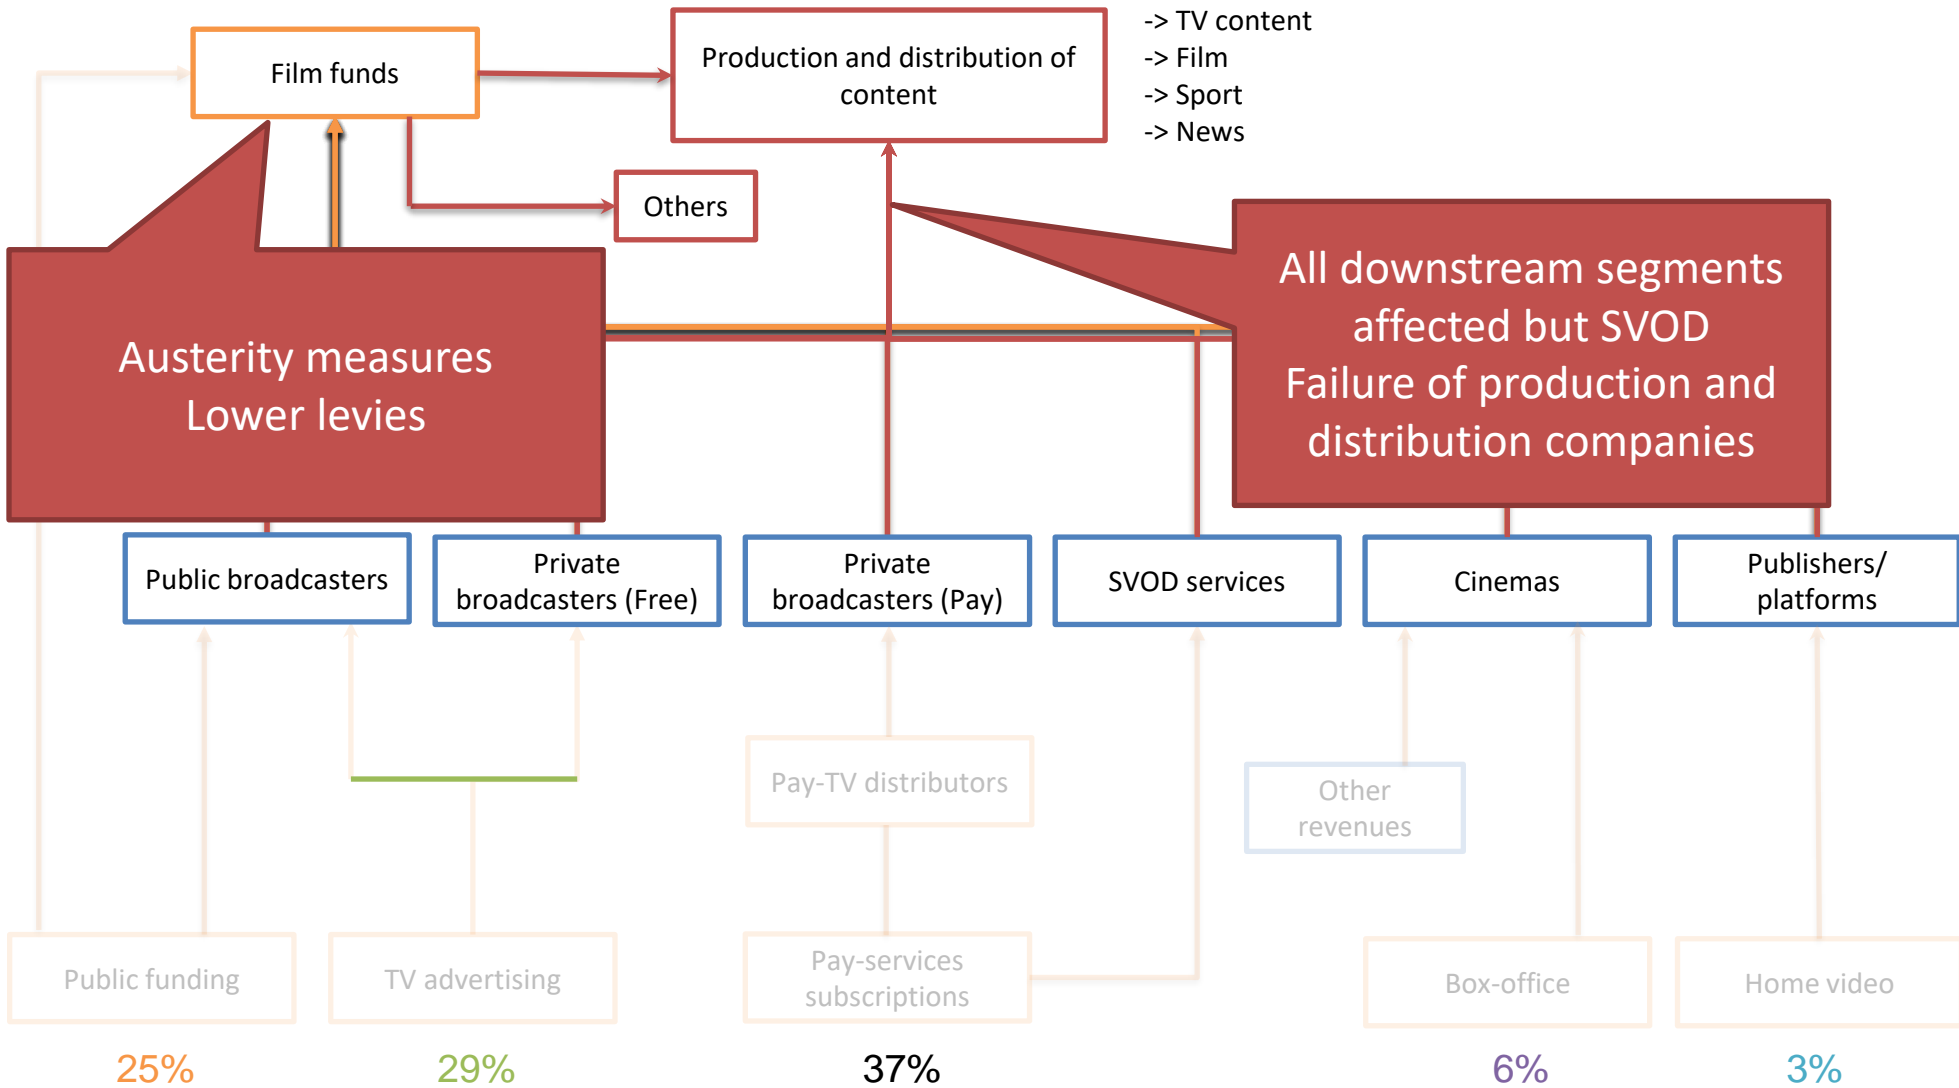 Film funds
Production and distribution of
content
-> TV content
-> Film
-> Sport
-> News
Others
Austerity measures
Lower levies
All downstream segments
affected but SVOD
Failure of production and
distribution companies
Public broadcasters
Private
broadcasters (Free)
Private
broadcasters (Pay)
SVOD services
Cinemas
Publishers/
platforms
Pay-TV distributors
Other
revenues
Public funding
TV advertising
Pay-services
subscriptions
Box-office
Home video
25%
29%
37%
6%
3%